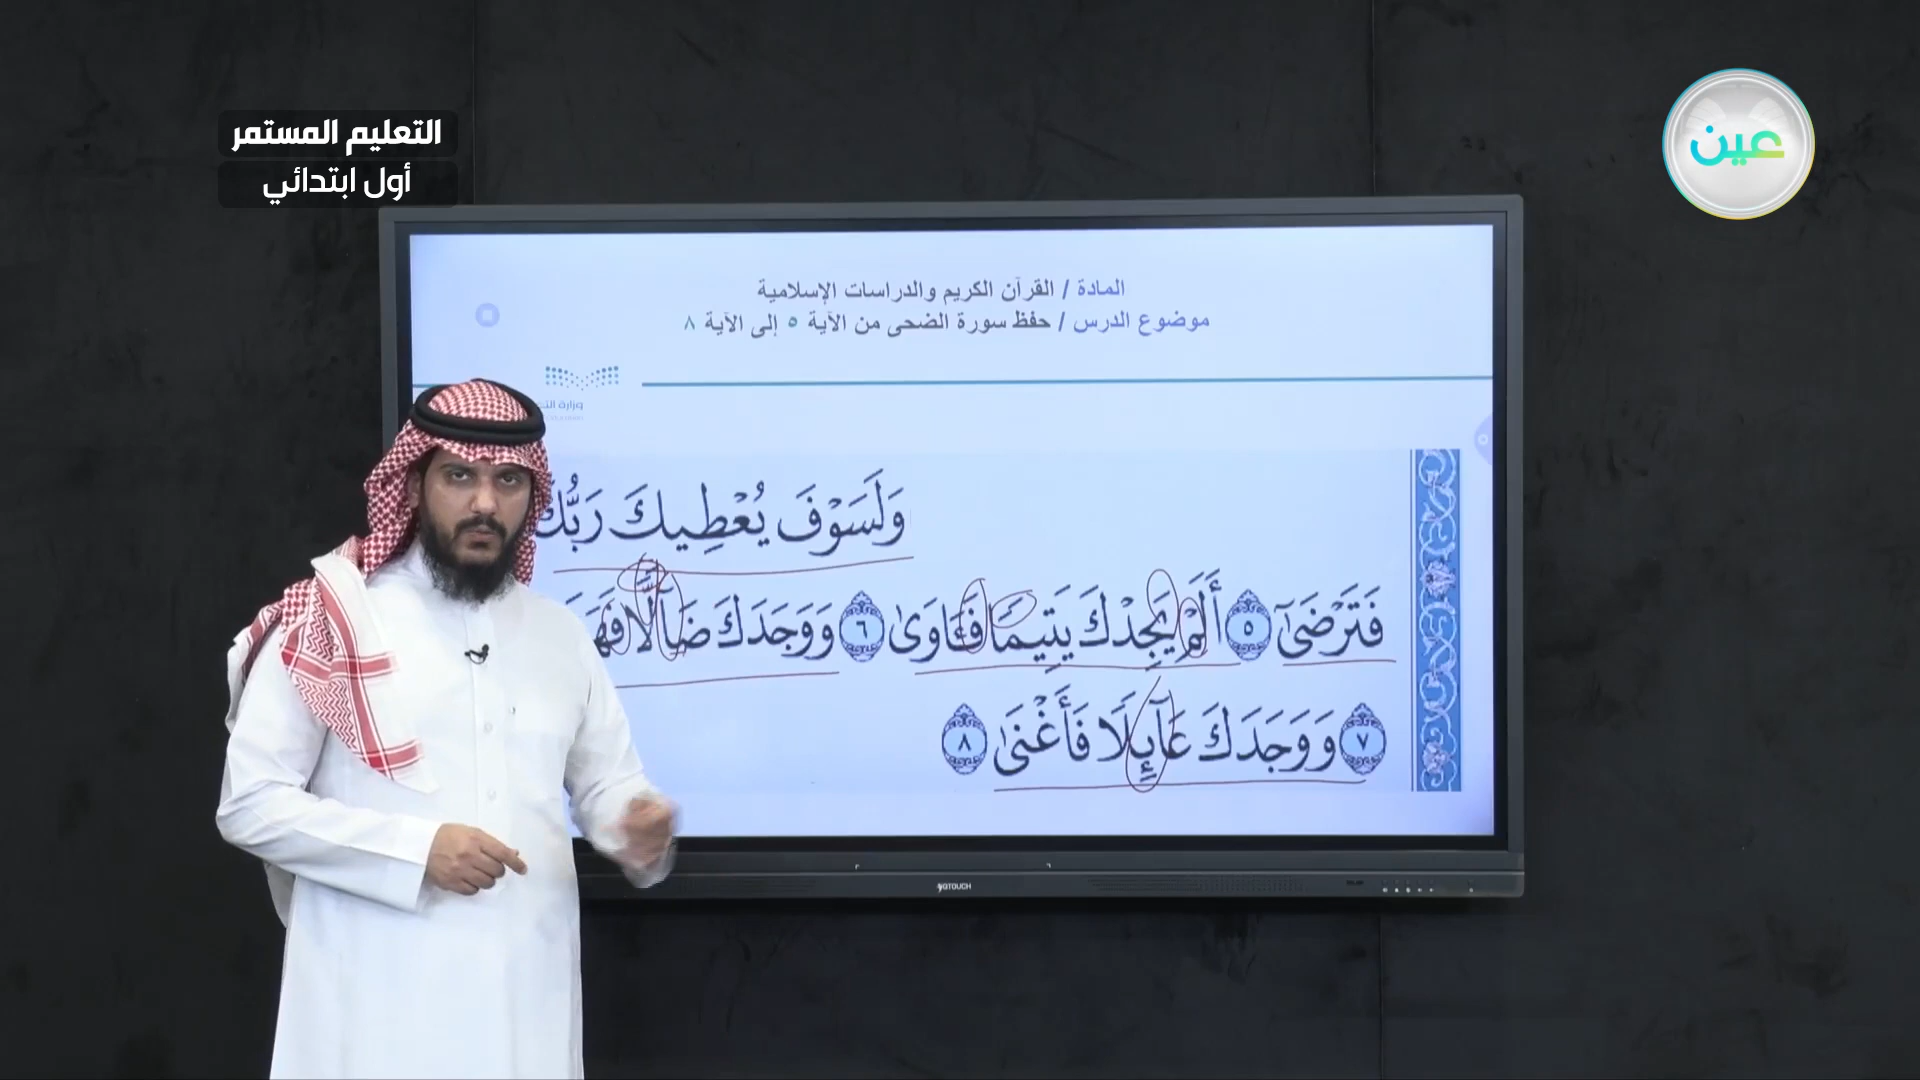 التعليم المستمر
أول ابتدائي
عين
المادة / القرآن الكريم والدراسات الإسلامية
موضوع الدرس / حفظ سورة الضحى من الآية ٥ إلى الآية ٨
وزارة
وَلَسَوْفَ يُعْطِيكَ رَبُّكَ
فَتَرْضَىٰٓ ٥ أَلَمْ يَجِدْكَ يَتِيمًا فَـَٔاوَىٰ ٦ وَوَجَدَكَ ضَآلًّا
٧ وَوَجَدَكَ عَآئِلًا فَأَغْنَىٰ ٨